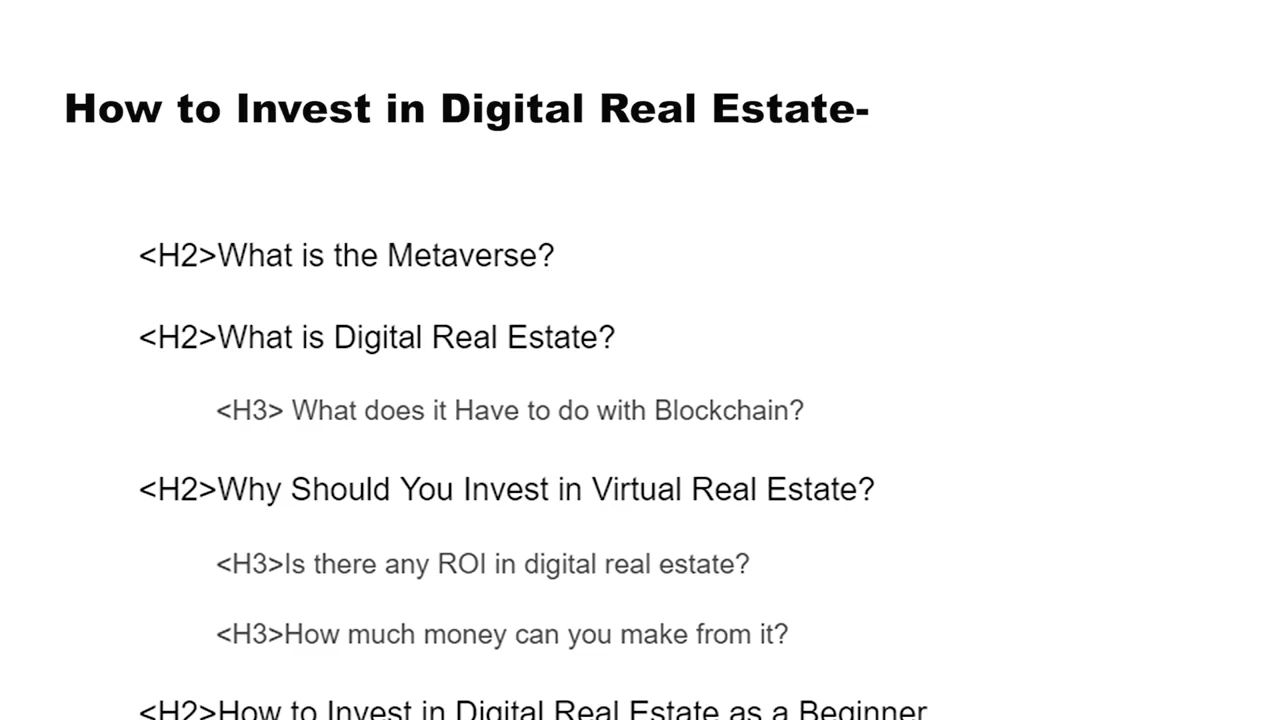 How to Invest in Digital Real Estate-
<H2>What is the Metaverse?
<H2>What is Digital Real Estate?
<H3> What does it Have to do with Blockchain?
<H2>Why Should You Invest in Virtual Real Estate?
<H3>Is there any ROI in digital real estate?
<H3>How much money can you make from it?
<H2>How to Invest in Digital Real Estate as a Beginner